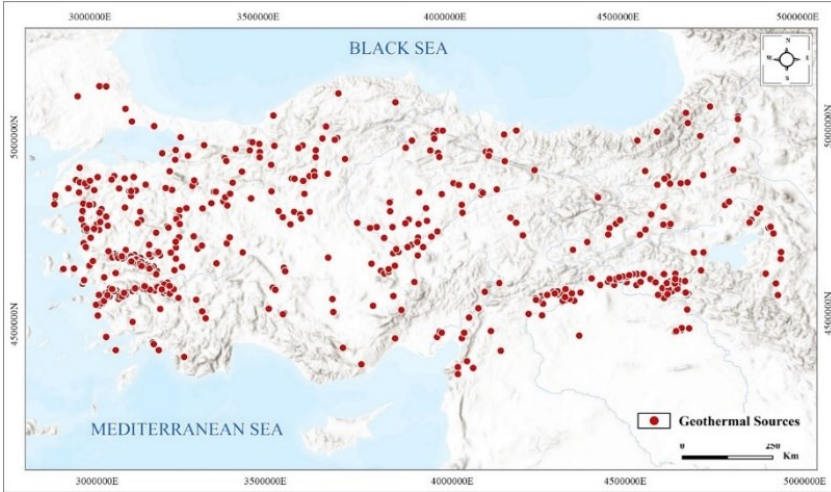 3000000E 3500000E 4000000E 4500000E 5000000E
BLACK SEA
N
W E
S
5000000N 5000000N
4500000N 4500000N
MEDITERRANEAN SEA
Geothermal Sources
0 250
Km
3000000E 3500000E 4000000E 4500000E 5000000E